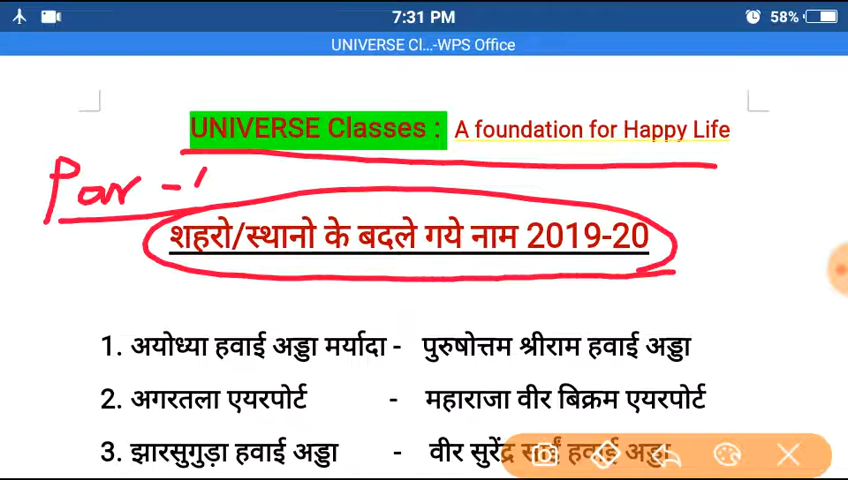 7:31 PM
58%
UNIVERSE Cl...-WPS Office
UNIVERSE Classes : A foundation for Happy Life
Par -1
शहरो/स्थानो के बदले गये नाम 2019-20
1. अयोध्या हवाई अड्डा मर्यादा - पुरुषोत्तम श्रीराम हवाई अड्डा
2. अगरतला एयरपोर्ट - महाराजा वीर बिक्रम एयरपोर्ट
3. झारसुगुड़ा हवाई अड्डा - वीर सुरेंद्र साईं हवाई अड्डा